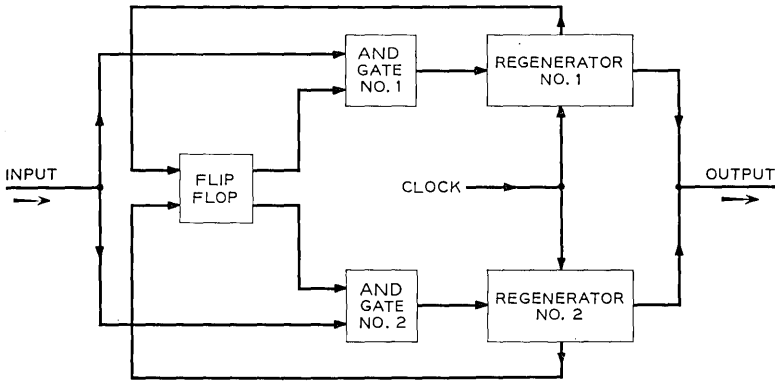 AND
GATE
NO. 1
REGENERATOR
NO. 1
INPUT
FLIP
FLOP
CLOCK
OUTPUT
AND
GATE
NO. 2
REGENERATOR
NO. 2